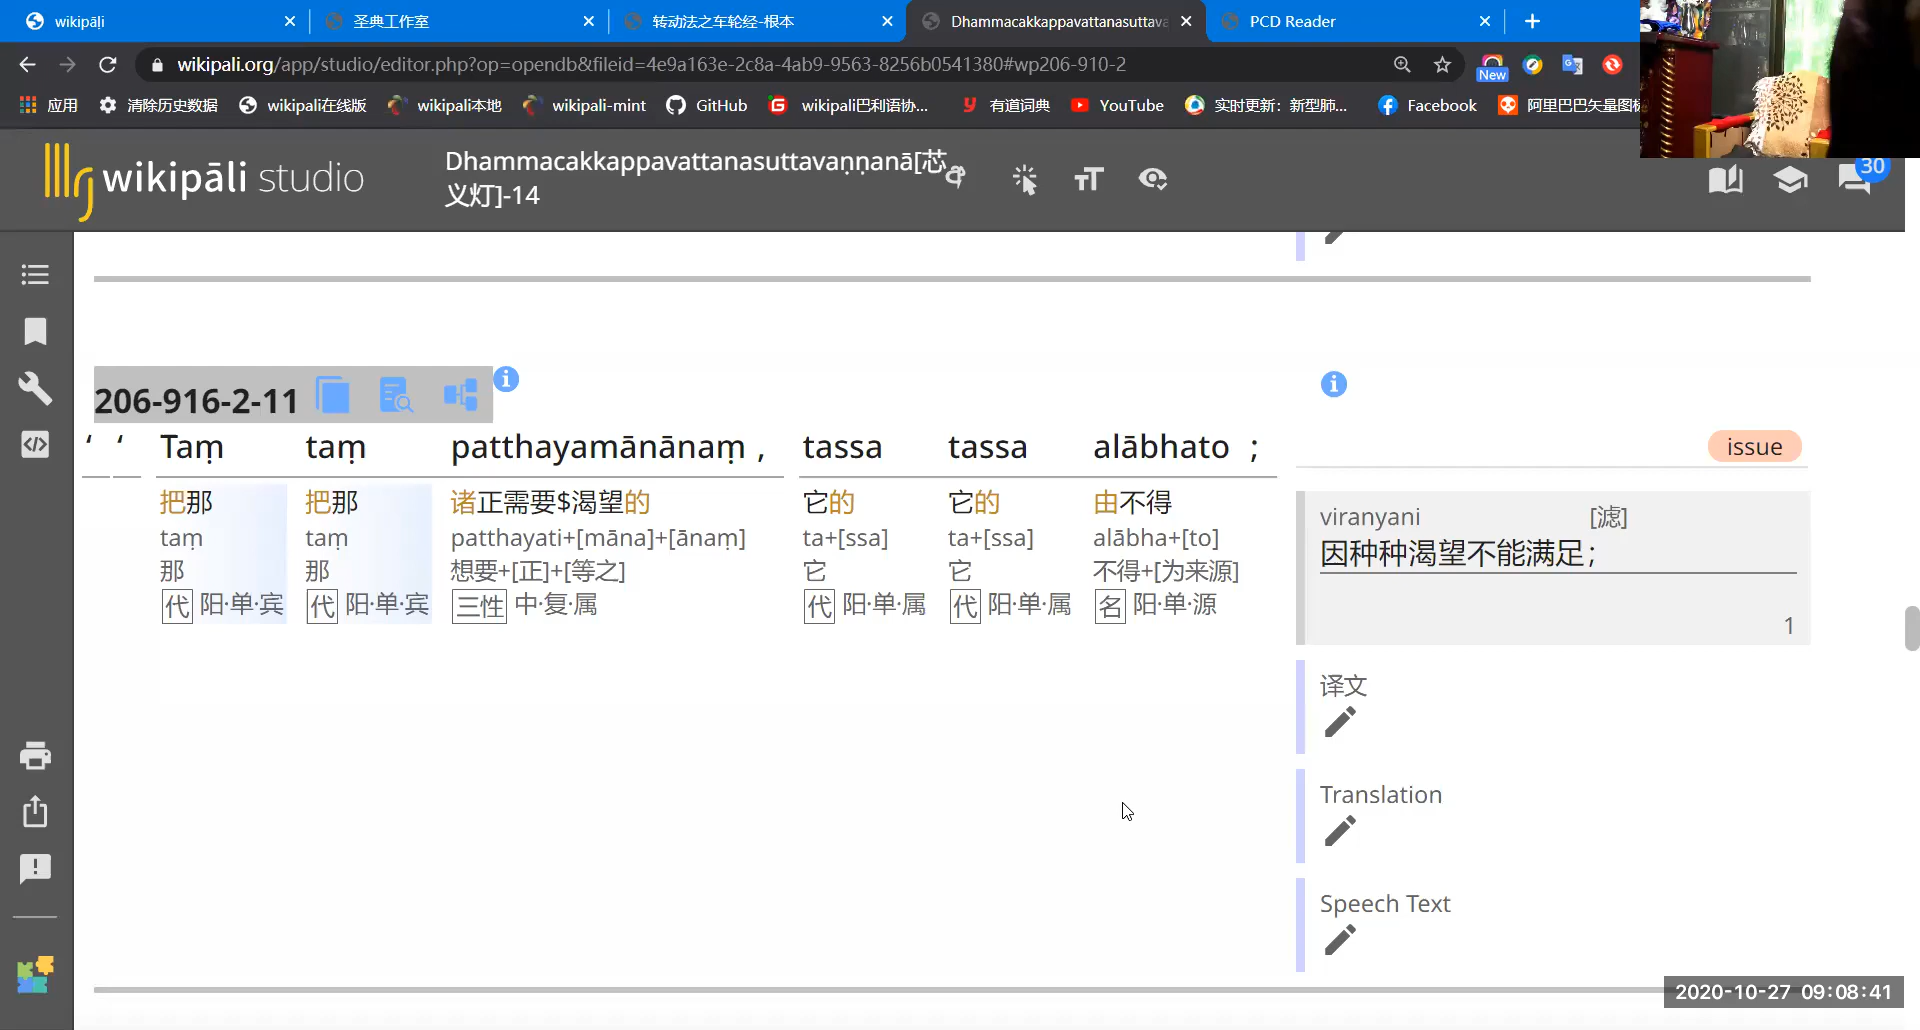 wikipāḷi
圣典工作室
转动法之车轮经-根本
Dhammacakkappavattanasuttava
PCD Reader
wikipali.org/app/studio/editor.php?op=opendb&fileid=4e9a163e-2c8a-4ab9-9563-8256b0541380#wp206-910-2
New
应用
清除历史数据
wikipali在线版
wikipali本地
wikipali-mint
GitHub
wikipali巴利语协...
有道词典
YouTube
实时更新：新型肺...
Facebook
阿里巴巴矢量图标
wikipāli studio
Dhammacakkappavattanasuttavaṇṇanā[芯
义灯]-14
30
206-916-2-11
‘ ‘ Taṃ taṃ patthayamānānaṃ , tassa tassa alābhato ;
把那 把那 诸正需要$渴望的 它的 它的 由不得
taṃ taṃ patthayati+[māna]+[ānaṃ] ta+[ssa] ta+[ssa] alābha+[to]
那 那 想要+[正]+[等之] 它 它 不得+[为来源]
代 阳·单·宾 代 阳·单·宾 三性 中·复·属 代 阳·单·属 代 阳·单·属 名 阳·单·源
issue
viranyani [滤]
因种种渴望不能满足；
1
译文
Translation
Speech Text
2020-10-27 09:08:41